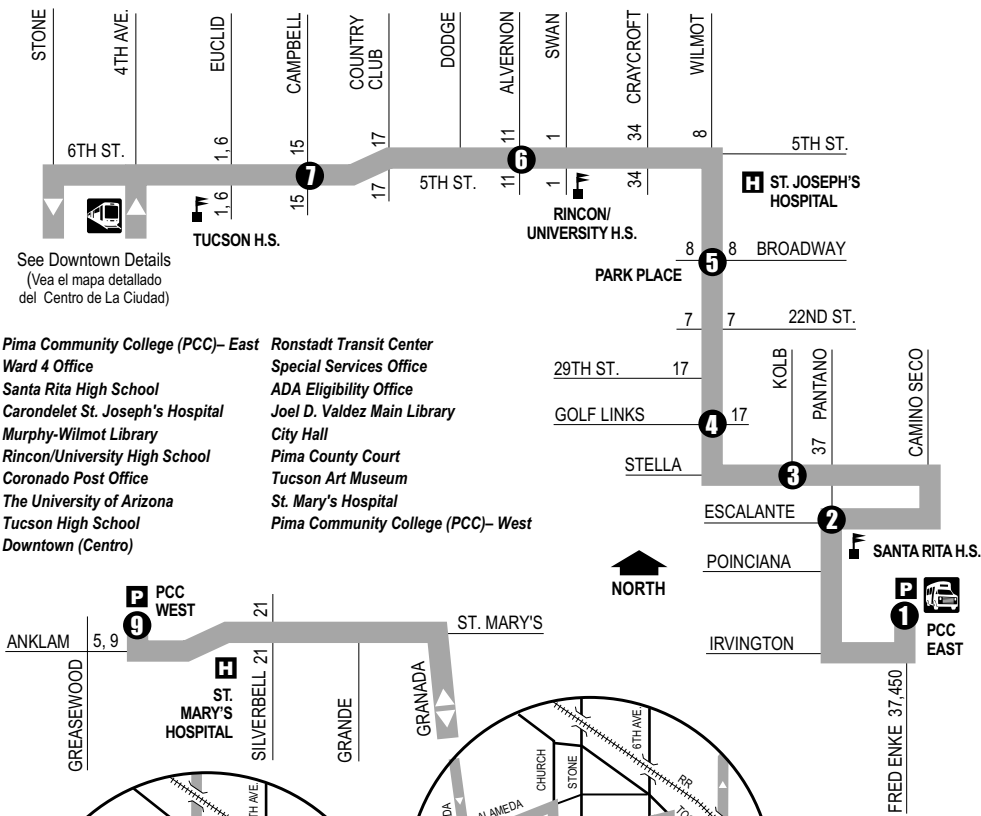 STONE
4TH AVE.
EUCLID
CAMPBELL
COUNTRY
CLUB
DODGE
ALVERNON
SWAN
CRAYCROFT
WILMOT
6TH ST.
1, 6
15
17
11
1
34
8
5TH ST.
7
6
1, 6
15
17
5TH ST.
11
1
34
H ST. JOSEPH'S
HOSPITAL
TUCSON H.S.
RINCON/
UNIVERSITY H.S.
See Downtown Details
(Vea el mapa detallado
del Centro de La Ciudad)
8 5 8 BROADWAY
PARK PLACE
7 7 22ND ST.
Pima Community College (PCC)– East
Ward 4 Office
Santa Rita High School
Carondelet St. Joseph's Hospital
Murphy-Wilmot Library
Rincon/University High School
Coronado Post Office
The University of Arizona
Tucson High School
Downtown (Centro)
Ronstadt Transit Center
Special Services Office
ADA Eligibility Office
Joel D. Valdez Main Library
City Hall
Pima County Court
Tucson Art Museum
St. Mary's Hospital
Pima Community College (PCC)– West
29TH ST. 17
GOLF LINKS 4 17
KOLB
37 PANTANO
CAMINO SECO
STELLA
3
ESCALANTE
2
SANTA RITA H.S.
POINCIANA
NORTH
P
1
PCC
EAST
IRVINGTON
FRED ENKE 37,450
P PCC
WEST
9
ANKLAM 5, 9
GREASEWOOD
21
SILVERBELL 21
H
ST.
MARY'S
HOSPITAL
GRANDE
GRANADA
ST. MARY'S
CHURCH
STONE
6TH AVE.
RR
ALAMEDA